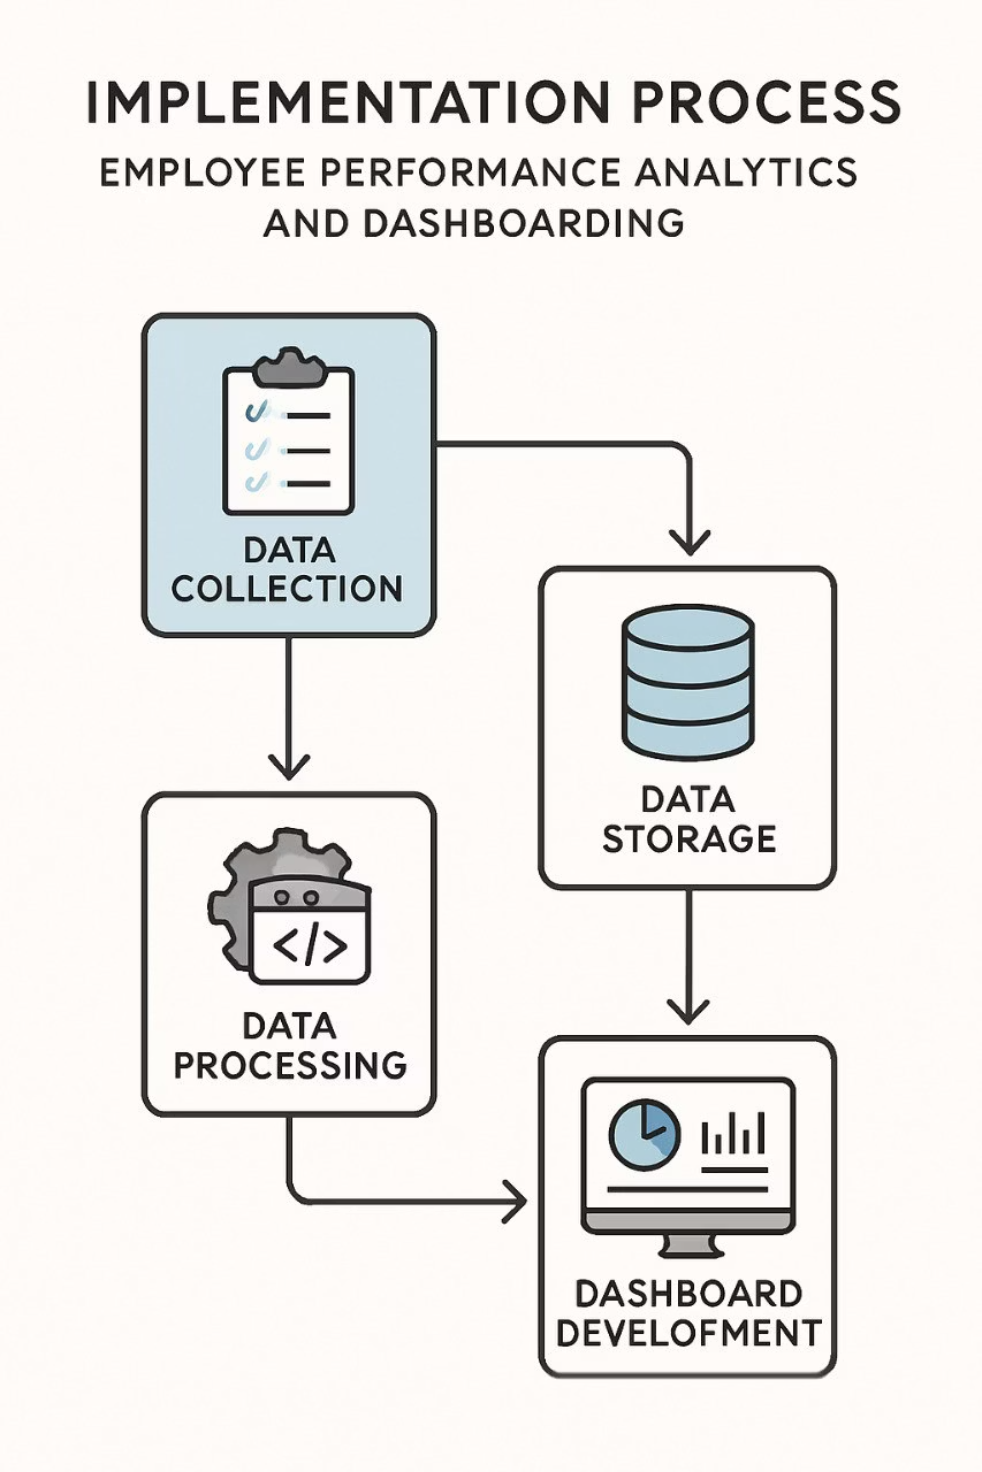 IMPLEMENTATION PROCESS
EMPLOYEE PERFORMANCE ANALYTICS
AND DASHBOARDING
DATA
COLLECTION
DATA
STORAGE
</>
DATA
PROCESSING
DASHBOARD
DEVELOFMENT